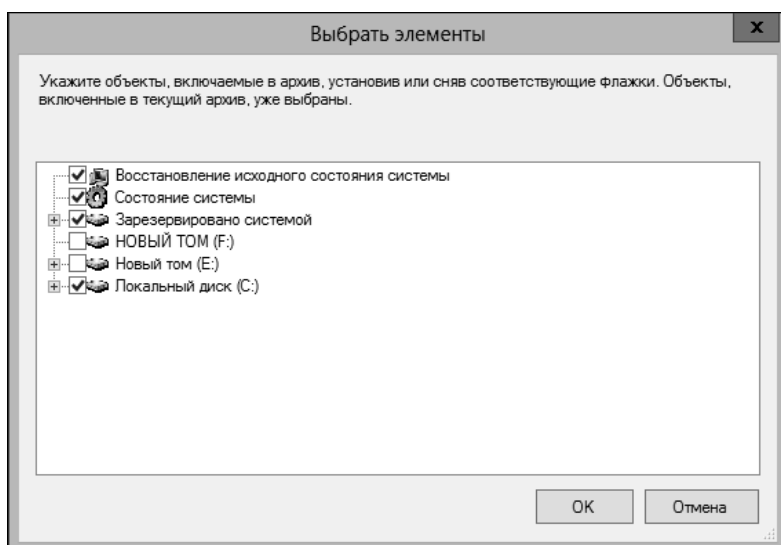 Выбрать элементы
x
Укажите объекты, включаемые в архив, установив или сняв соответствующие флажки. Объекты,
включенные в текущий архив, уже выбраны.
Восстановление исходного состояния системы
Состояние системы
Зарезервировано системой
НОВЫЙ ТОМ (F:)
Новый том (E:)
Локальный диск (C:)
OK
Отмена